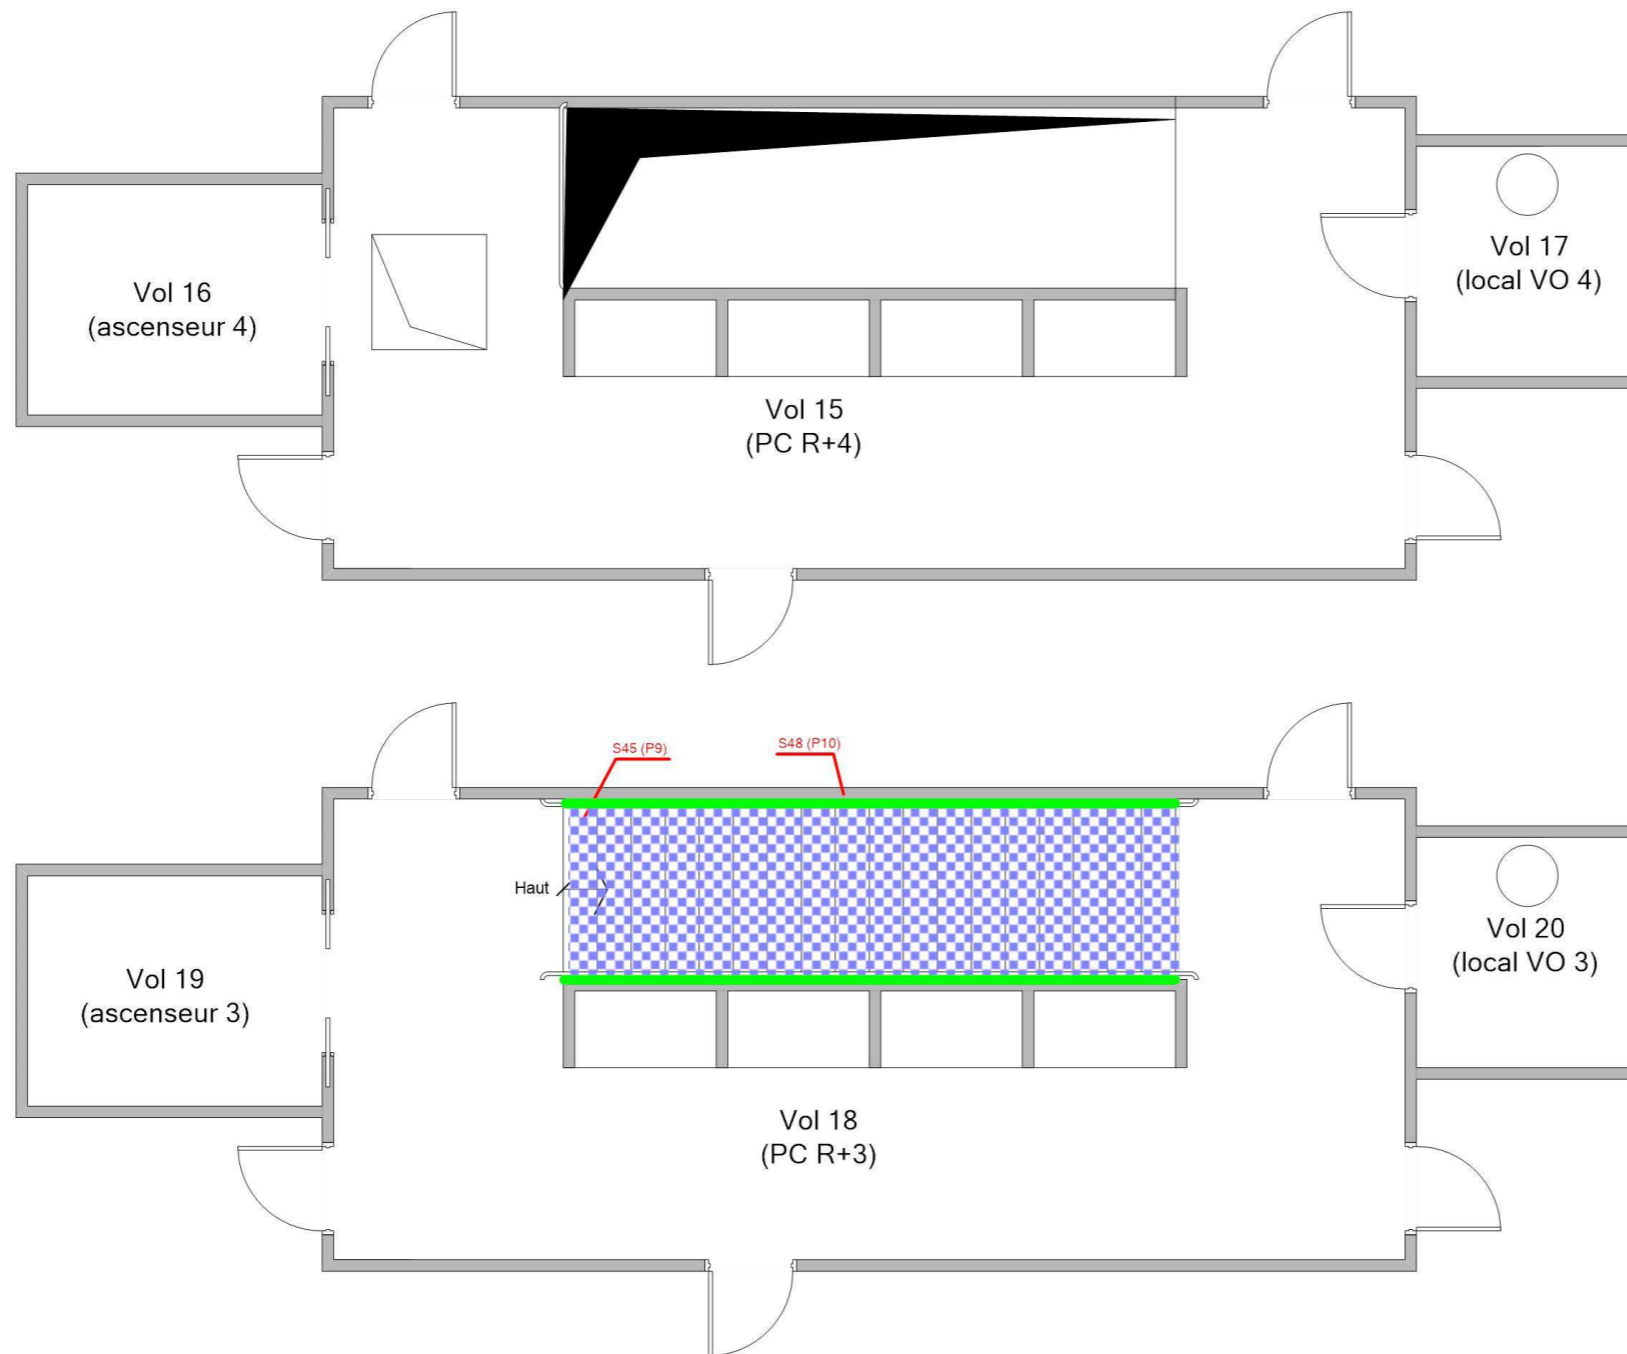 Vol 16
(ascenseur 4)
Vol 17
(local VO 4)
Vol 15
(PC R+4)
S45 (P9)
S48 (P10)
Haut
Vol 19
(ascenseur 3)
Vol 20
(local VO 3)
Vol 18
(PC R+3)